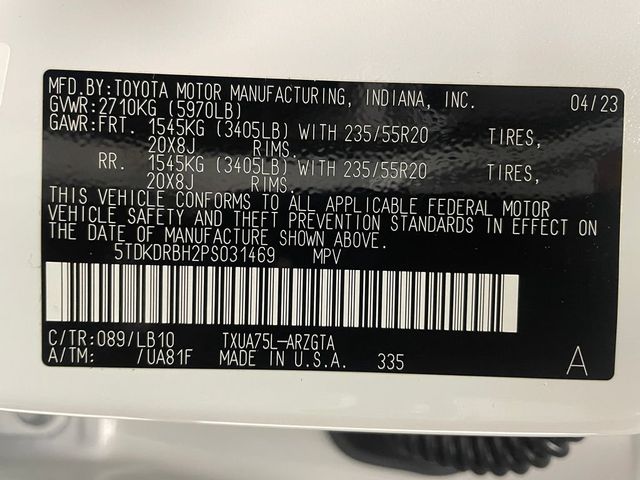 MFD.BY:TOYOTA MOTOR MANUFACTURING, INDIANA, INC. 04/23
GVWR:2710KG (5970LB)
GAWR:FRT. 1545KG (3405LB) WITH 235/55R20 TIRES,
20X8J RIMS.
RR. 1545KG (3405LB) WITH 235/55R20 TIRES,
20X8J RIMS.
THIS VEHICLE CONFORMS TO ALL APPLICABLE FEDERAL MOTOR
VEHICLE SAFETY AND THEFT PREVENTION STANDARDS IN EFFECT ON
THE DATE OF MANUFACTURE SHOWN ABOVE.
5TDKDRBH2PS031469 MPV
C/TR:089/LB10 TXUA75L-ARZGTA
A/TM: /UA81F MADE IN U.S.A. 335 A